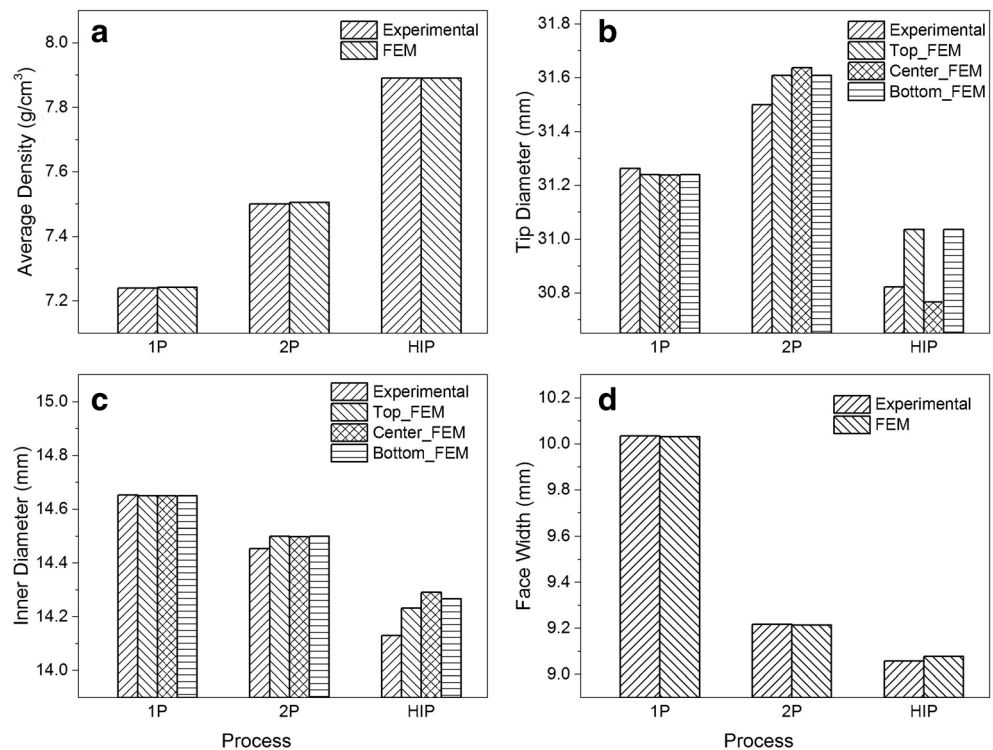 a
Experimental
FEM
Average Density (g/cm³)
8.0
7.8
7.6
7.4
7.2
1P
2P
HIP
b
Experimental
Top_FEM
Center_FEM
Bottom_FEM
Tip Diameter (mm)
31.8
31.6
31.4
31.2
31.0
30.8
1P
2P
HIP
c
Experimental
Top_FEM
Center_FEM
Bottom_FEM
Inner Diameter (mm)
15.0
14.8
14.6
14.4
14.2
14.0
1P
2P
HIP
Process
d
Experimental
FEM
Face Width (mm)
10.2
10.0
9.8
9.6
9.4
9.2
9.0
1P
2P
HIP
Process